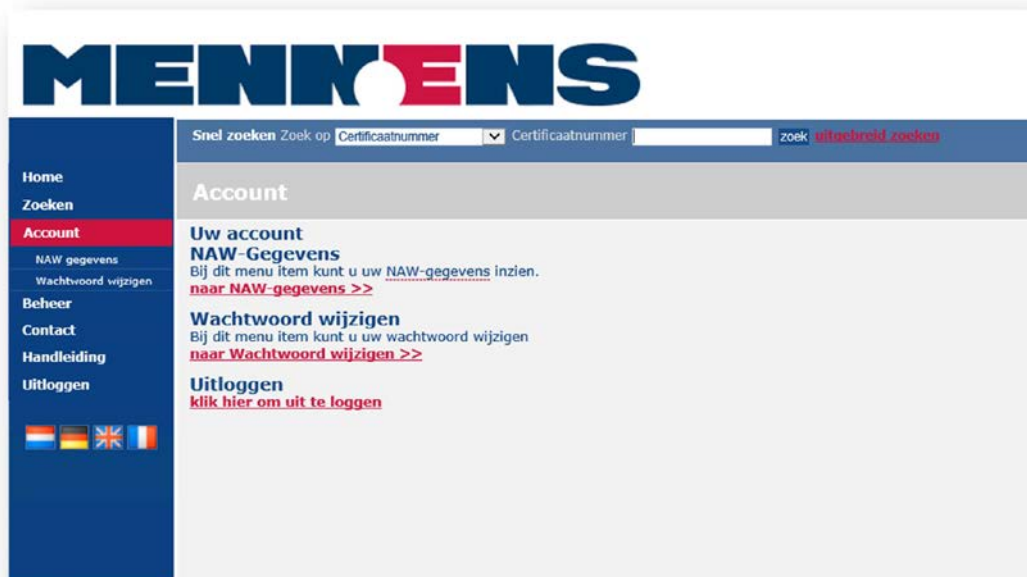 MENNENS
Snel zoeken Zoek op Certificaatnummer Certificaatnummer zoek uitgebreid zoeken
Home
Zoeken
Account
NAW gegevens
Wachtwoord wijzigen
Beheer
Contact
Handleiding
Uitloggen
Account
Uw account
NAW-Gegevens
Bij dit menu item kunt u uw NAW-gegevens inzien.
naar NAW-gegevens >>
Wachtwoord wijzigen
Bij dit menu item kunt u uw wachtwoord wijzigen
naar Wachtwoord wijzigen >>
Uitloggen
klik hier om uit te loggen